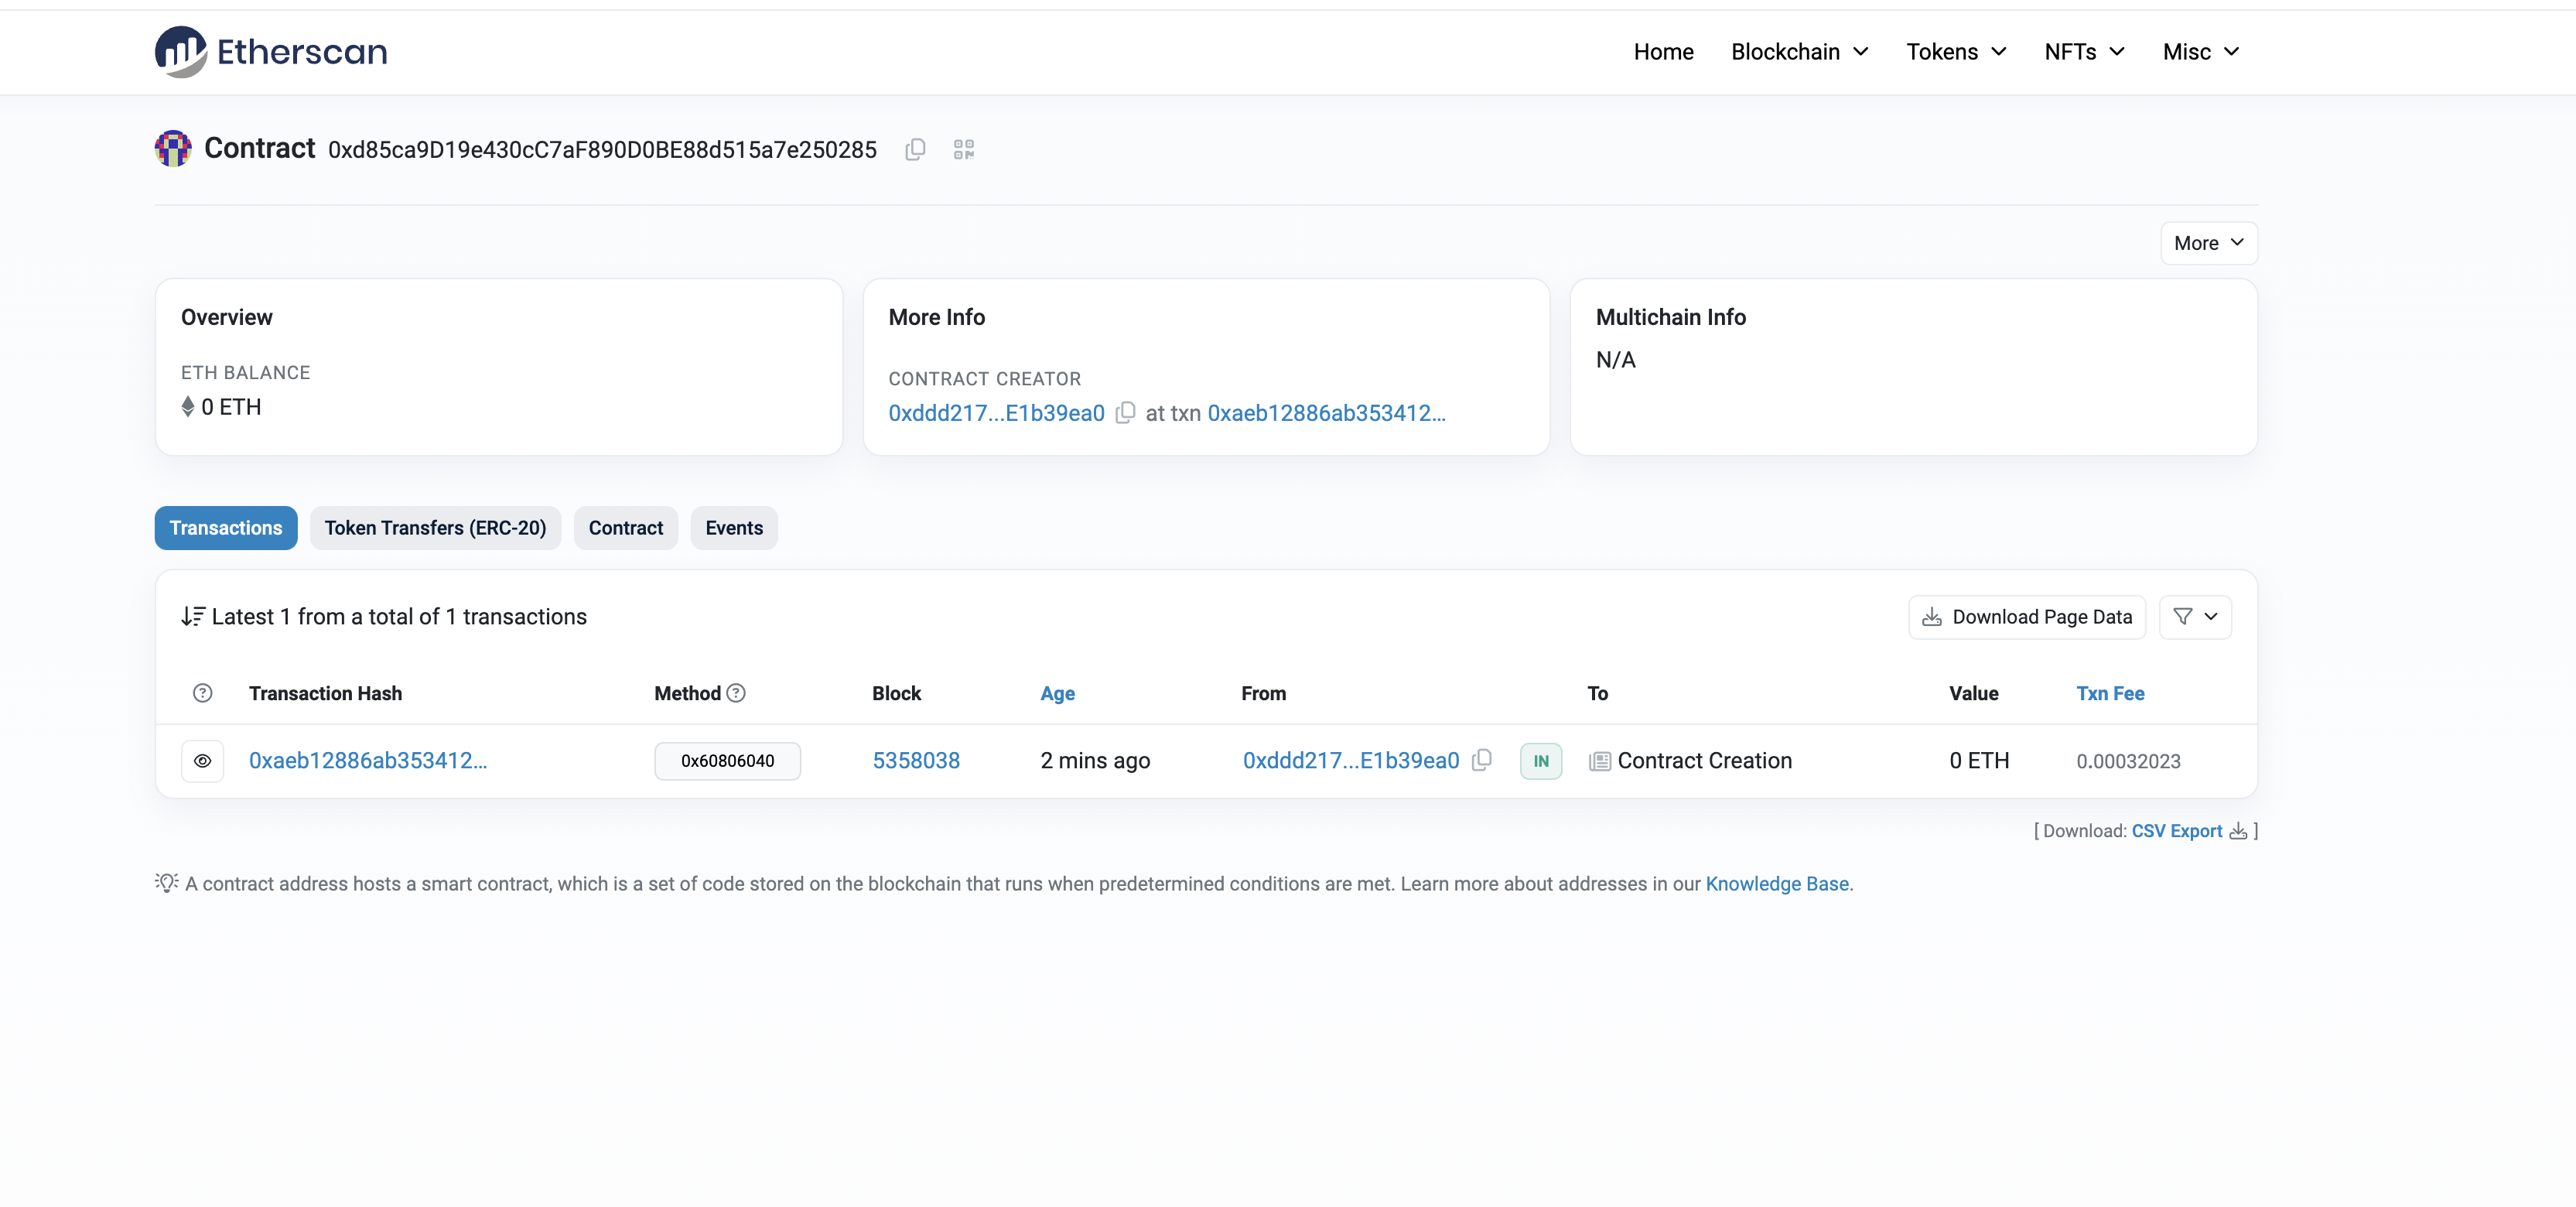 Etherscan
Home Blockchain Tokens NFTs Misc
Contract 0xd85ca9D19e430cC7aF890D0BE88d515a7e250285
More
Overview
ETH BALANCE
0 ETH
More Info
CONTRACT CREATOR
0xddd217...E1b39ea0 at txn 0xaeb12886ab353412...
Multichain Info
N/A
Transactions Token Transfers (ERC-20) Contract Events
Latest 1 from a total of 1 transactions
Download Page Data
Transaction Hash Method Block Age From To Value Txn Fee
0xaeb12886ab353412... 0x60806040 5358038 2 mins ago 0xddd217...E1b39ea0 IN Contract Creation 0 ETH 0.00032023
[ Download: CSV Export ]
A contract address hosts a smart contract, which is a set of code stored on the blockchain that runs when predetermined conditions are met. Learn more about addresses in our Knowledge Base.